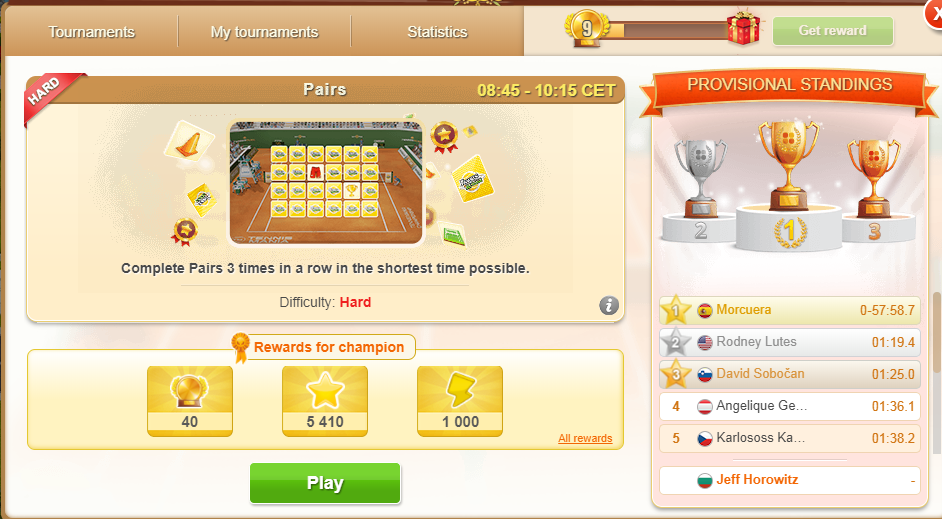 Tournaments
My tournaments
Statistics
9
Get reward
X
HARD
Pairs
08:45 - 10:15 CET
Complete Pairs 3 times in a row in the shortest time possible.
Difficulty: Hard
i
Rewards for champion
40
5 410
1 000
All rewards
Play
PROVISIONAL STANDINGS
2
1
3
1 Morcuera 0-57:58.7
2 Rodney Lutes 01:19.4
3 David Sobočan 01:25.0
4 Angelique Ge... 01:36.1
5 Karlososs Ka... 01:38.2
Jeff Horowitz -